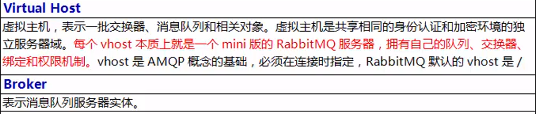 Virtual Host
虚拟主机，表示一批交换器、消息队列和相关对象。虚拟主机是共享相同的身份认证和加密环境的独
立服务器域。每个 vhost 本质上就是一个 mini 版的 RabbitMQ 服务器，拥有自己的队列、交换器、
绑定和权限机制。vhost 是 AMQP 概念的基础，必须在连接时指定，RabbitMQ 默认的 vhost 是 /
Broker
表示消息队列服务器实体。